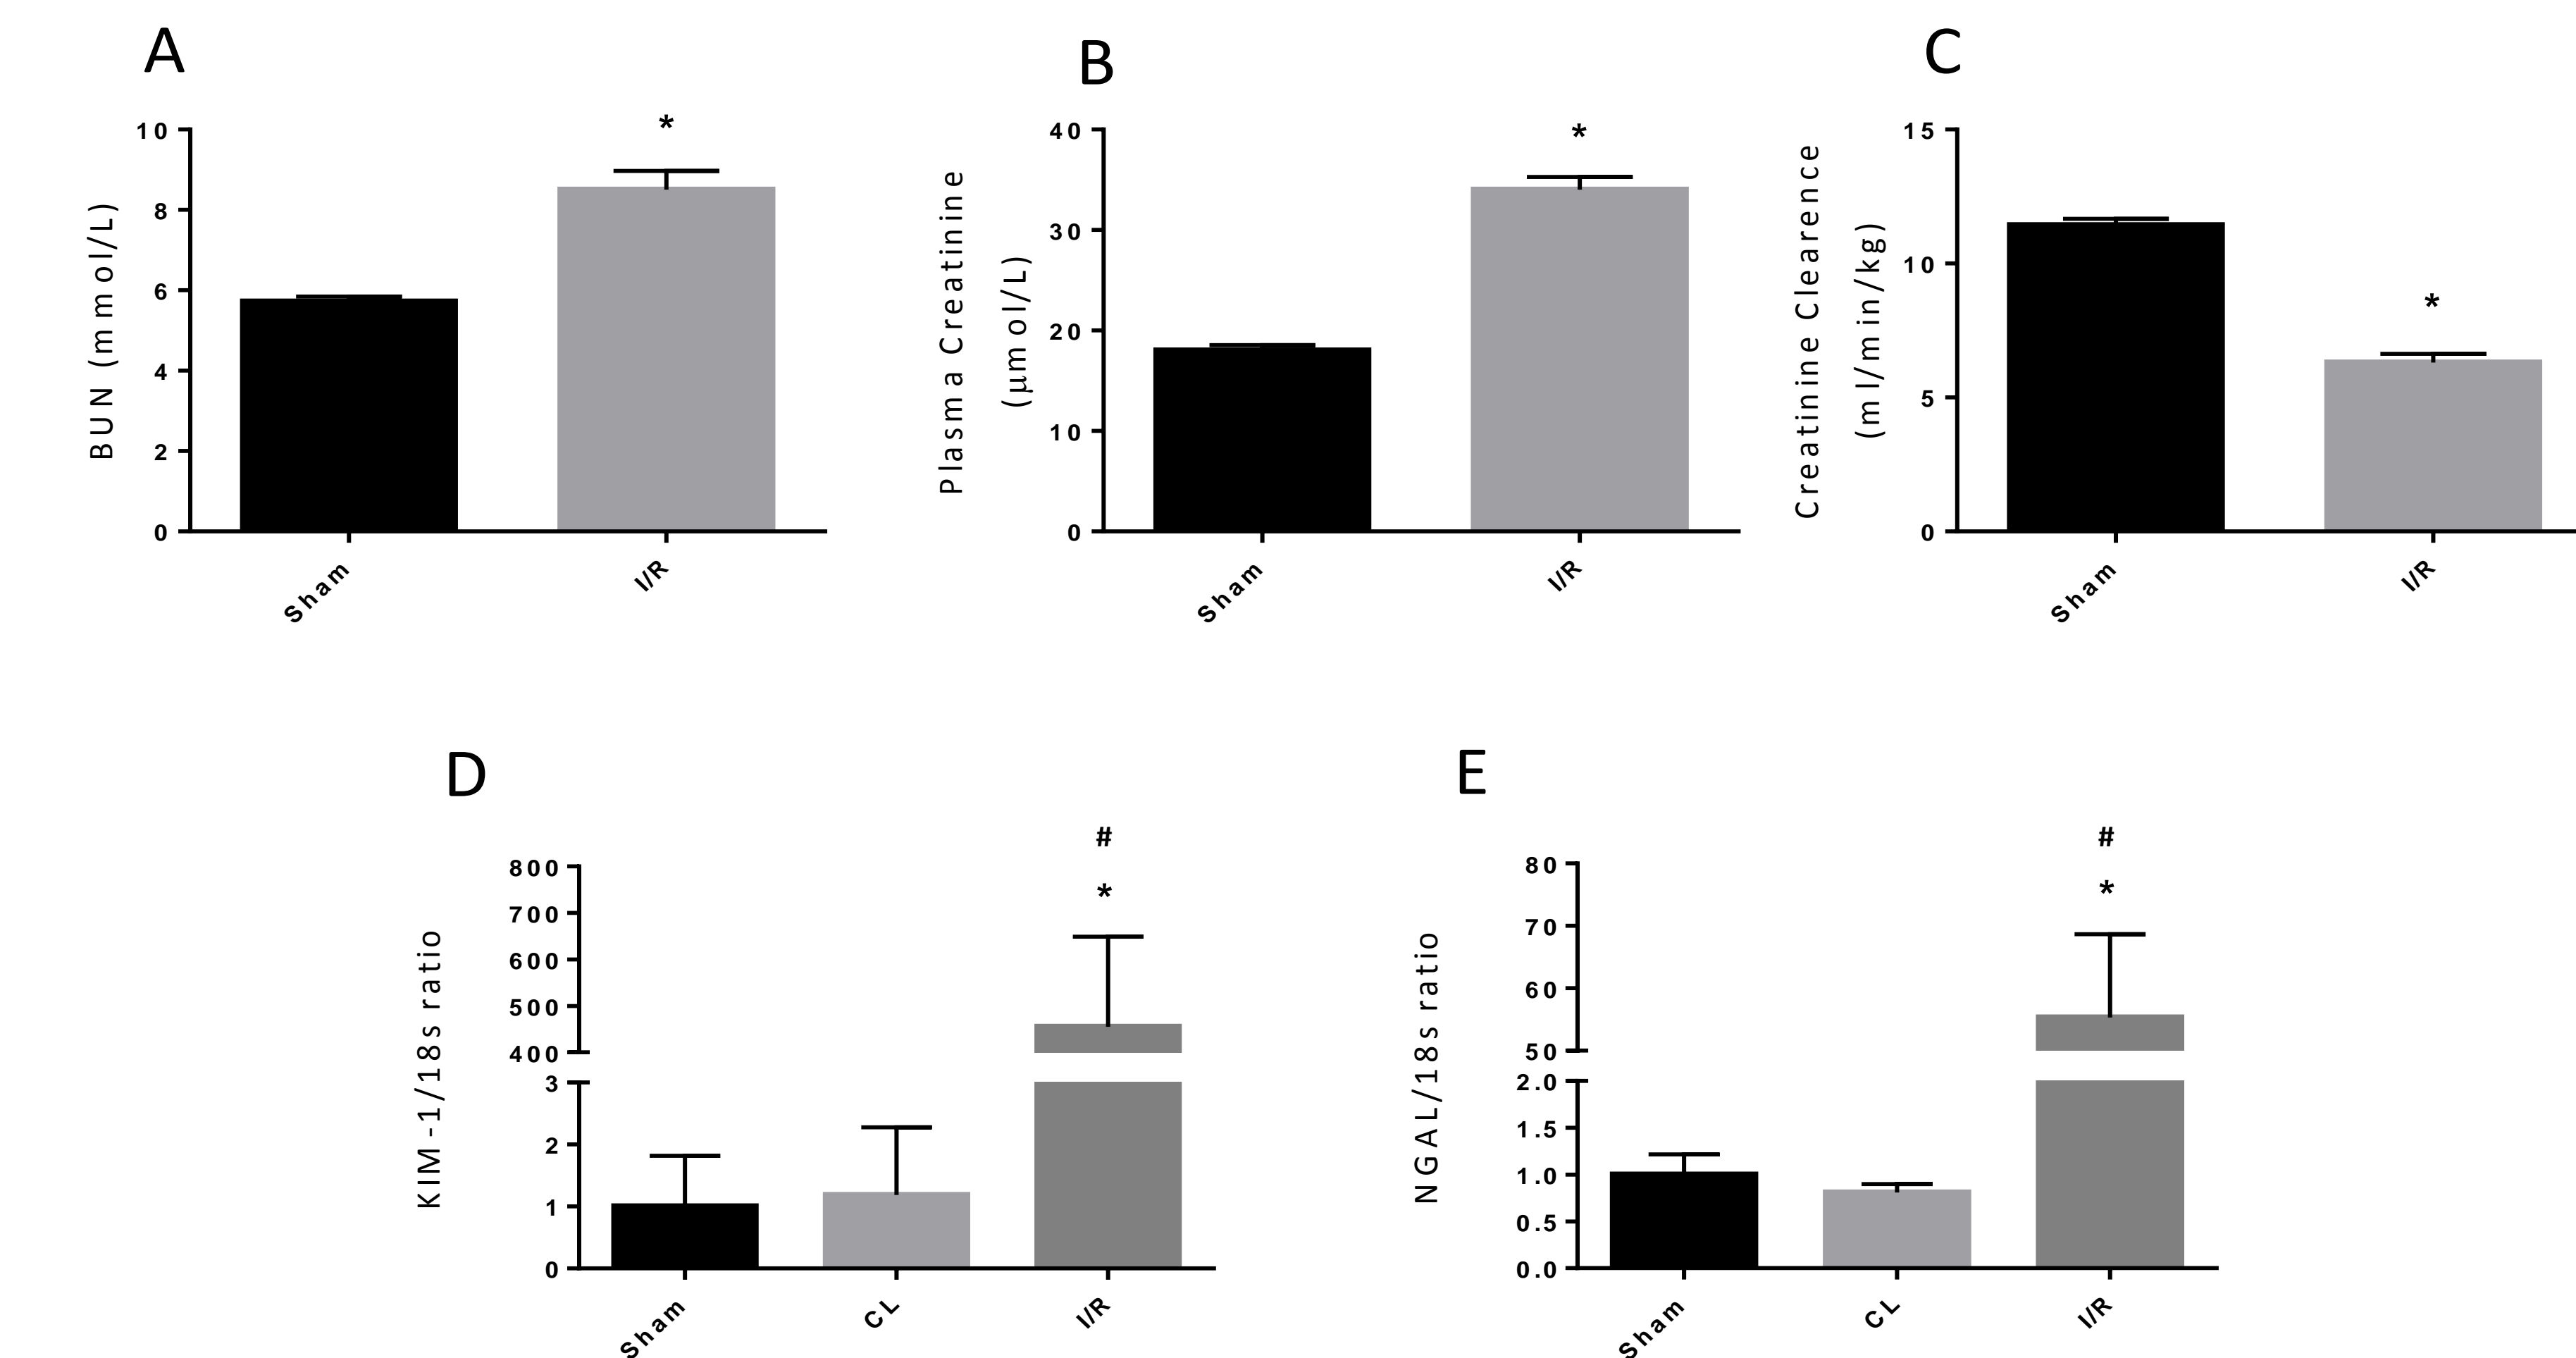 A
BUN (mmol/L)
10
8
6
4
2
0
*
Sham
I/R
B
Plasma Creatinine
(µmol/L)
40
30
20
10
0
*
Sham
I/R
C
Creatinine Clearence
(ml/min/kg)
15
10
5
0
*
Sham
I/R
D
KIM-1/18s ratio
800
700
600
500
400
3
2
1
0
#
*
Sham
CL
I/R
E
NGAL/18s ratio
80
70
60
50
2.0
1.5
1.0
0.5
0.0
#
*
Sham
CL
I/R